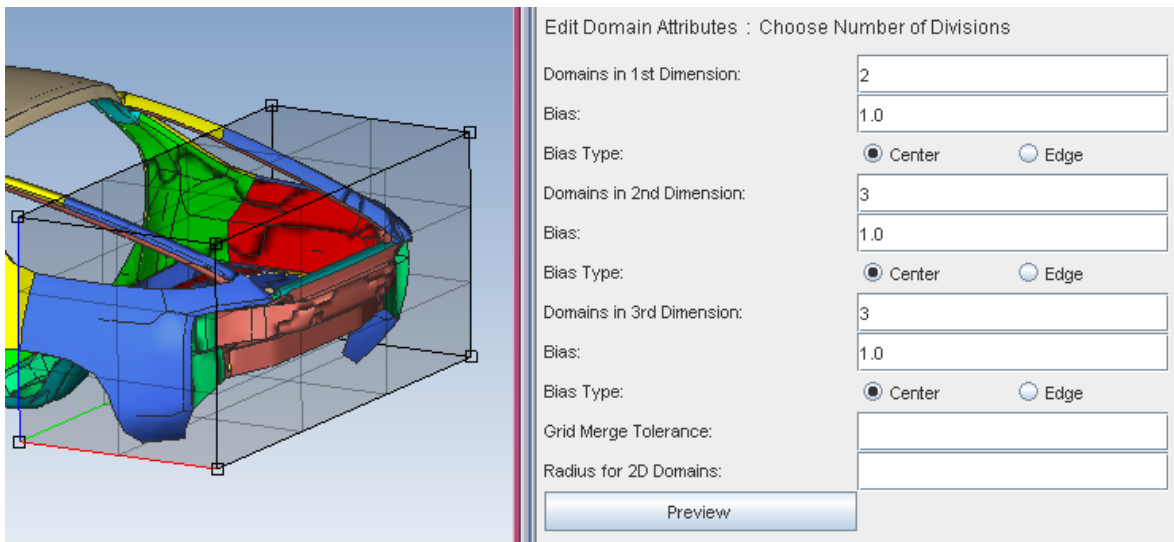 Edit Domain Attributes : Choose Number of Divisions
Domains in 1st Dimension: 2
Bias: 1.0
Bias Type: Center Edge
Domains in 2nd Dimension: 3
Bias: 1.0
Bias Type: Center Edge
Domains in 3rd Dimension: 3
Bias: 1.0
Bias Type: Center Edge
Grid Merge Tolerance:
Radius for 2D Domains:
Preview